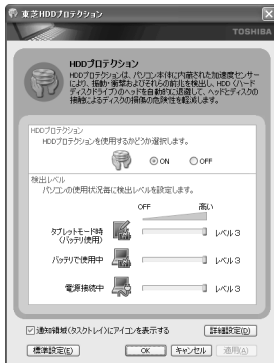 東芝HDDプロテクション
TOSHIBA
HDDプロテクション
HDDプロテクションは、パソコン本体に内蔵された加速度センサー
により、振動・衝撃およびそれらの前兆を検出し、HDD（ハード
ディスクドライブ）のヘッドを自動的に退避して、ヘッドとディスクの
接触によるディスクの損傷の危険性を軽減します。
HDDプロテクション
HDDプロテクションを使用するかどうか選択します。
ON OFF
検出レベル
パソコンの使用状況毎に検出レベルを設定します。
OFF 高い
タブレットモード時
（バッテリ使用） レベル3
バッテリで使用中 レベル3
電源接続中 レベル3
通知領域(タスクトレイ)にアイコンを表示する 詳細設定(D)
標準設定(E) OK キャンセル 適用(A)